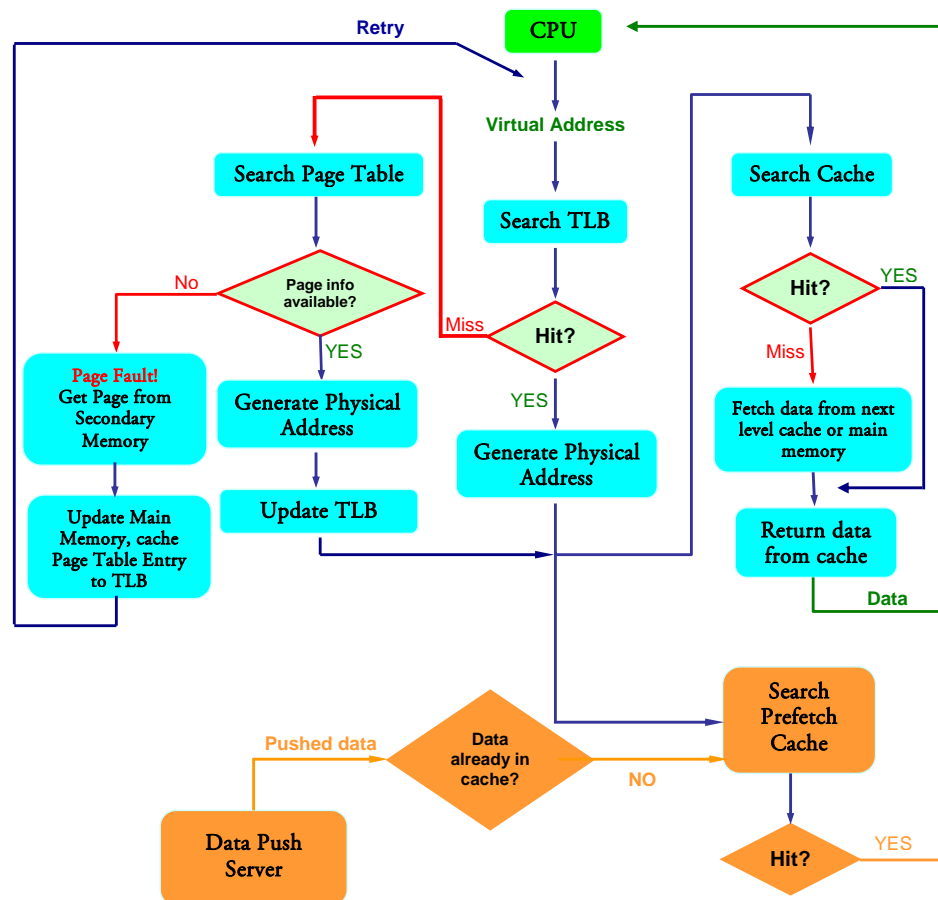 Retry
CPU
Virtual Address
Search Page Table
Search Cache
Search TLB
No
Page info
available?
YES
Hit?
Miss
Hit?
Miss
YES
Page Fault!
Get Page from
Secondary
Memory
Generate Physical
Address
YES
Fetch data from next
level cache or main
memory
Generate Physical
Address
Update Main
Memory, cache
Page Table Entry
to TLB
Update TLB
Return data
from cache
Data
Search
Prefetch
Cache
Pushed data
Data
already in
cache?
NO
Data Push
Server
Hit?
YES